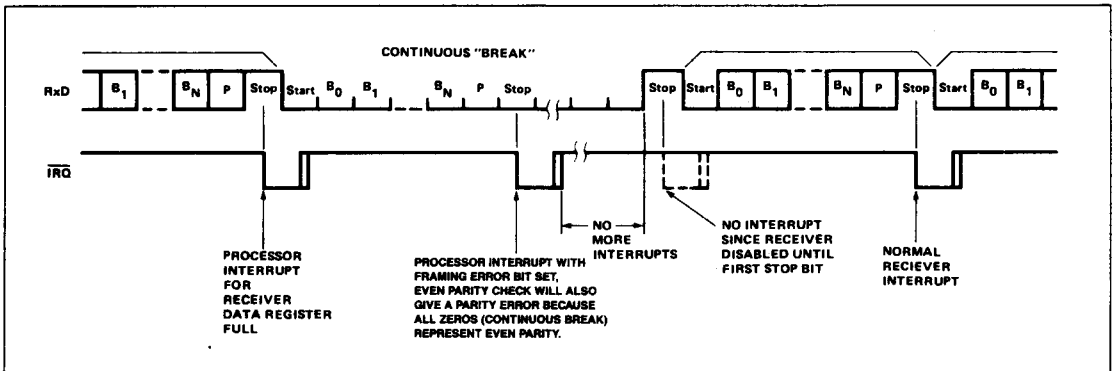 CONTINUOUS "BREAK"
RxD B1 BN P Stop Start B0 B1 BN P Stop Stop Start B0 B1 BN P Stop Start B0 B1
IRQ
PROCESSOR
INTERRUPT
FOR
RECEIVER
DATA REGISTER
FULL
PROCESSOR INTERRUPT WITH
FRAMING ERROR BIT SET,
EVEN PARITY CHECK WILL ALSO
GIVE A PARITY ERROR BECAUSE
ALL ZEROS (CONTINUOUS BREAK)
REPRESENT EVEN PARITY.
NO
MORE
INTERRUPTS
NO INTERRUPT
SINCE RECEIVER
DISABLED UNTIL
FIRST STOP BIT
NORMAL
RECIEVER
INTERRUPT